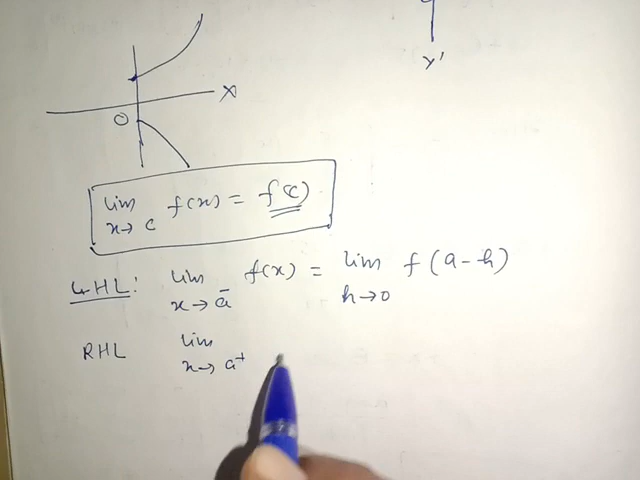 Y'
X
O
lim f(x) = f(c)
x→c
LHL: lim f(x) = lim f(a-h)
x→a⁻ h→0
RHL lim
x→a⁺